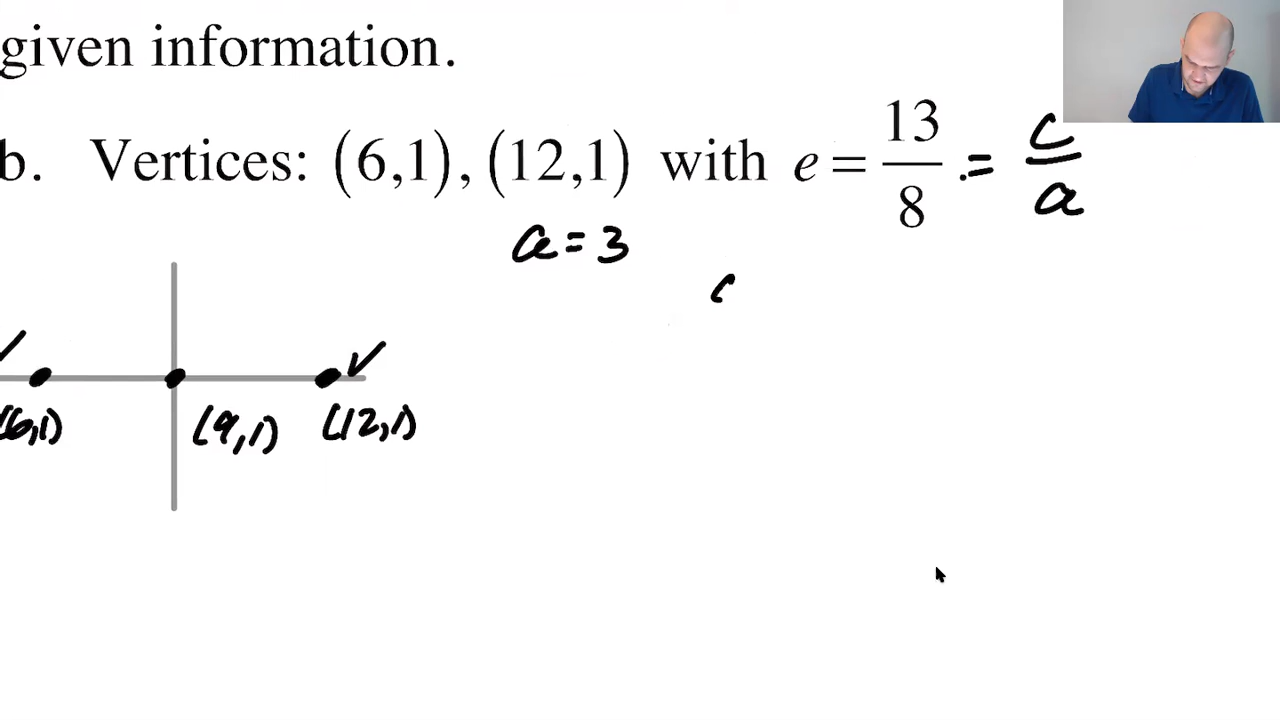 given information.
b. Vertices: (6,1), (12,1) with e = 13/8 = c/a
a = 3
c
(6,1) (9,1) (12,1)